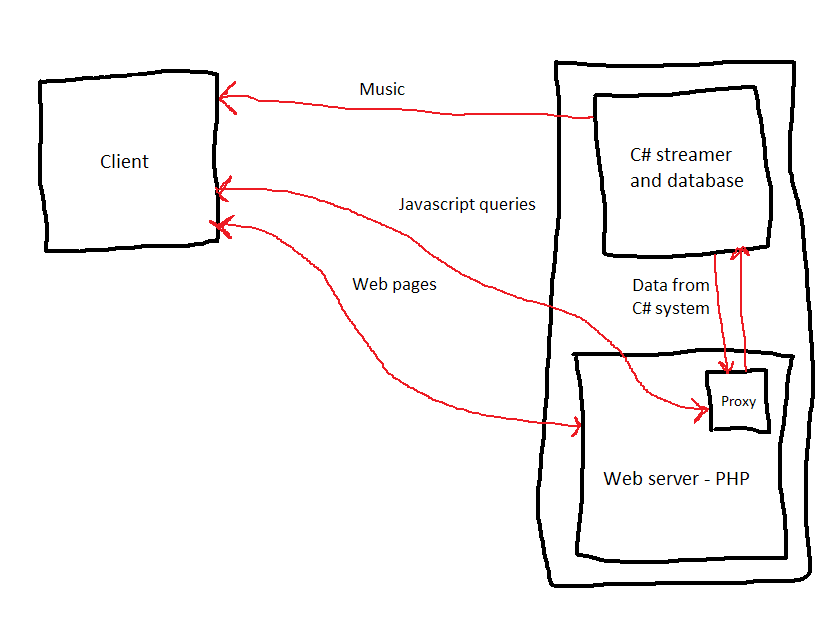 Music
Client
C# streamer
and database
Javascript queries
Web pages
Data from
C# system
Proxy
Web server - PHP